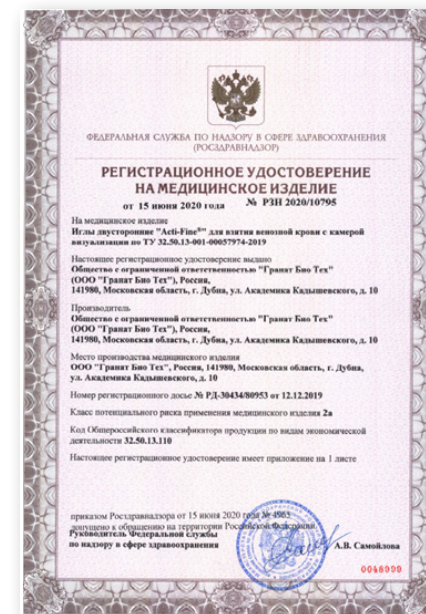 ФЕДЕРАЛЬНАЯ СЛУЖБА ПО НАДЗОРУ В СФЕРЕ ЗДРАВООХРАНЕНИЯ
(РОСЗДРАВНАДЗОР)
РЕГИСТРАЦИОННОЕ УДОСТОВЕРЕНИЕ
НА МЕДИЦИНСКОЕ ИЗДЕЛИЕ
от 15 июня 2020 года № РЗН 2020/10795
На медицинское изделие
Иглы двусторонние "Acti-Fine®" для взятия венозной крови с камерой
визуализации по ТУ 32.50.13-001-00057974-2019
Настоящее регистрационное удостоверение выдано
Общество с ограниченной ответственностью "Гранат Био Тех"
(ООО "Гранат Био Тех"), Россия,
141980, Московская область, г. Дубна, ул. Академика Кадышевского, д. 10
Производитель
Общество с ограниченной ответственностью "Гранат Био Тех"
(ООО "Гранат Био Тех"), Россия,
141980, Московская область, г. Дубна, ул. Академика Кадышевского, д. 10
Место производства медицинского изделия
ООО "Гранат Био Тех", Россия, 141980, Московская область, г. Дубна,
ул. Академика Кадышевского, д. 10
Номер регистрационного досье № РД-30434/80953 от 12.12.2019
Класс потенциального риска применения медицинского изделия 2а
Код Общероссийского классификатора продукции по видам экономической
деятельности 32.50.13.110
Настоящее регистрационное удостоверение имеет приложение на 1 листе
приказом Росздравнадзора от 15 июня 2020 года № 4965
допущено к обращению на территории Российской Федерации.
Руководитель Федеральной службы
по надзору в сфере здравоохранения
А.В. Самойлова